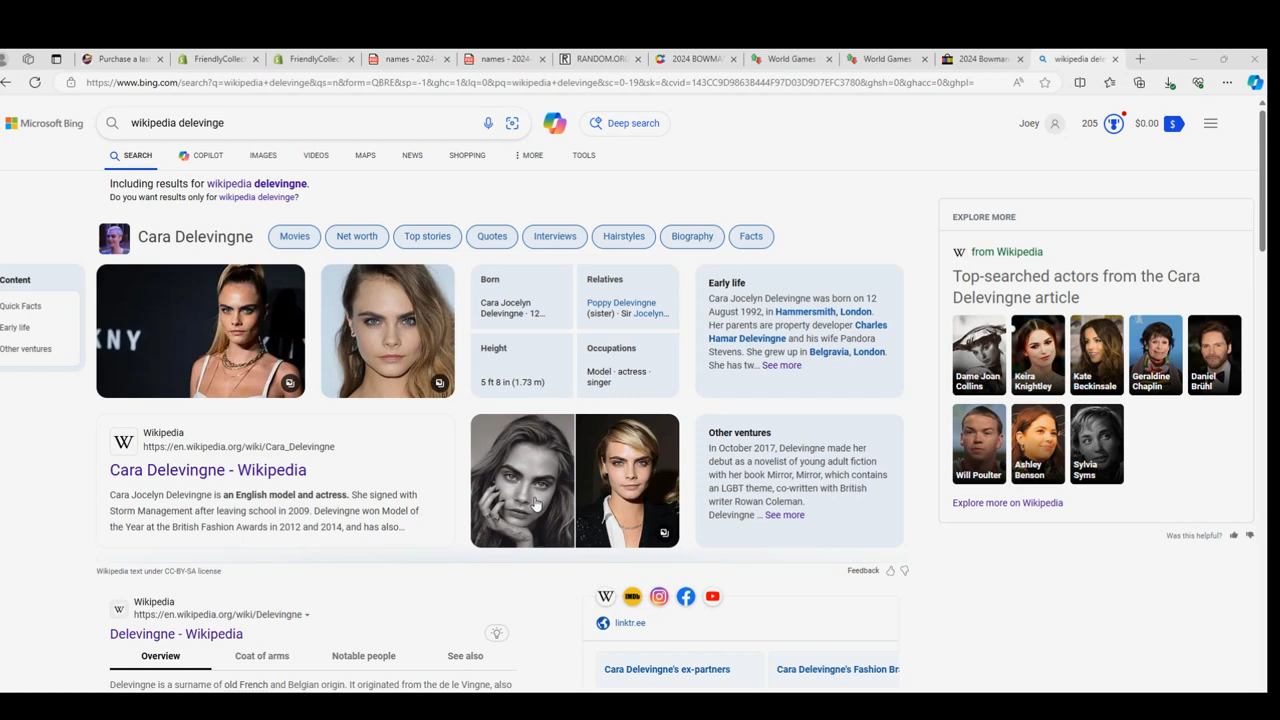 Purchase a las
FriendlyCollect
FriendlyCollect
names - 2024-
names - 2024-
RANDOM.ORG
2024 BOWMAN
World Games
World Games
2024 Bowman
wikipedia dele
https://www.bing.com/search?q=wikipedia+delevinge&qs=n&form=QBRE&sp=-1&ghc=1&lq=0&pq=wikipedia+delevinge&sc=0-19&sk=&cvid=143CC9D9863B444F97D03D9D7EFC3780&ghsh=0&ghacc=0&ghpl=
Microsoft Bing
wikipedia delevinge
Deep search
Joey
205
$0.00
SEARCH
COPILOT
IMAGES
VIDEOS
MAPS
NEWS
SHOPPING
MORE
TOOLS
Including results for wikipedia delevingne.
Do you want results only for wikipedia delevinge?
Cara Delevingne
Movies
Net worth
Top stories
Quotes
Interviews
Hairstyles
Biography
Facts
Content
Quick Facts
Early life
Other ventures
KNY
Born
Cara Jocelyn
Delevingne · 12...
Relatives
Poppy Delevingne
(sister) · Sir Jocelyn...
Height
5 ft 8 in (1.73 m)
Occupations
Model · actress ·
singer
Early life
Cara Jocelyn Delevingne was born on 12
August 1992, in Hammersmith, London.
Her parents are property developer Charles
Hamar Delevingne and his wife Pandora
Stevens. She grew up in Belgravia, London.
She has tw... See more
Wikipedia
https://en.wikipedia.org/wiki/Cara_Delevingne
Cara Delevingne - Wikipedia
Cara Jocelyn Delevingne is an English model and actress. She signed with
Storm Management after leaving school in 2009. Delevingne won Model of
the Year at the British Fashion Awards in 2012 and 2014, and has also...
Other ventures
In October 2017, Delevingne made her
debut as a novelist of young adult fiction
with her book Mirror, Mirror, which contains
an LGBT theme, co-written with British
writer Rowan Coleman.
Delevingne ... See more
Wikipedia text under CC-BY-SA license
Feedback
EXPLORE MORE
W from Wikipedia
Top-searched actors from the Cara
Delevingne article
Dame Joan
Collins
Keira
Knightley
Kate
Beckinsale
Geraldine
Chaplin
Daniel
Brühl
Will Poulter
Ashley
Benson
Sylvia
Syms
Explore more on Wikipedia
Was this helpful?
Wikipedia
https://en.wikipedia.org/wiki/Delevingne
Delevingne - Wikipedia
Overview
Coat of arms
Notable people
See also
Delevingne is a surname of old French and Belgian origin. It originated from the de le Vingne, also
W
IMDb
linktr.ee
Cara Delevingne's ex-partners
Cara Delevingne's Fashion Bra